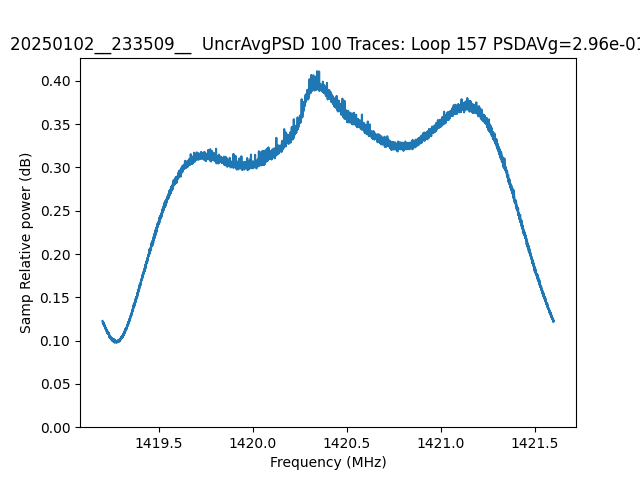 20250102__233509__ UncrAvgPSD 100 Traces: Loop 157 PSDAVg=2.96e-01
0.40
0.35
0.30
0.25
0.20
0.15
0.10
0.05
0.00
Samp Relative power (dB)
1419.5 1420.0 1420.5 1421.0 1421.5
Frequency (MHz)